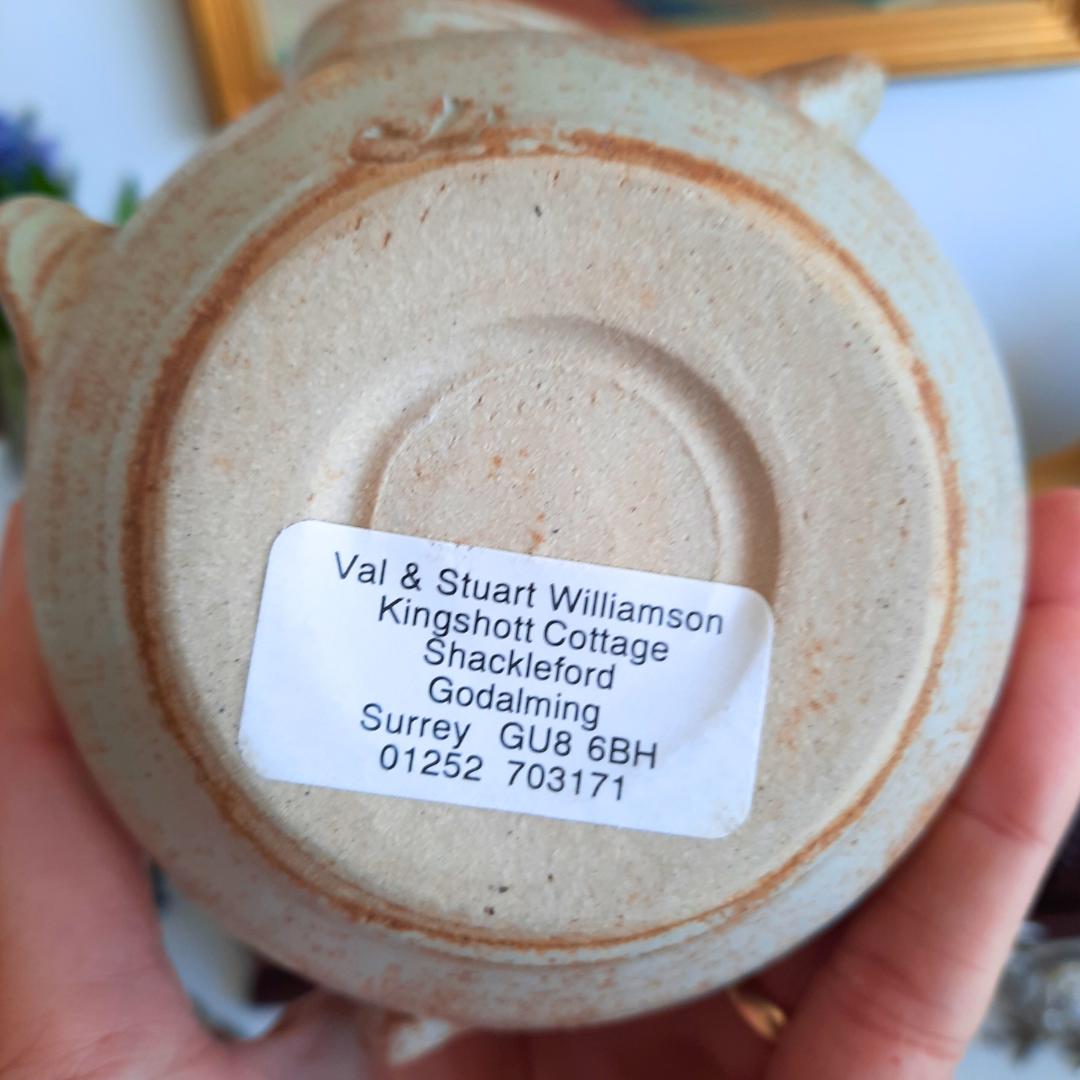 Val & Stuart Williamson
Kingshott Cottage
Shackleford
Godalming
Surrey GU8 6BH
01252 703171